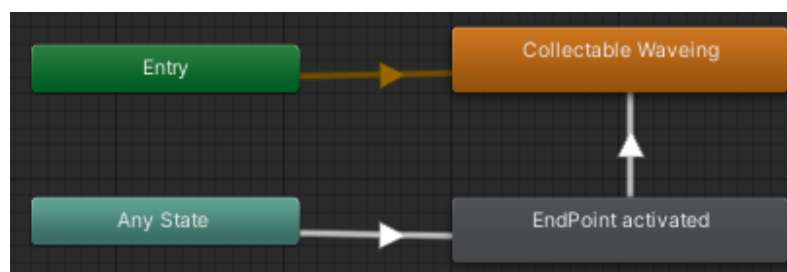 Entry
Collectable Waveing
Any State
EndPoint activated